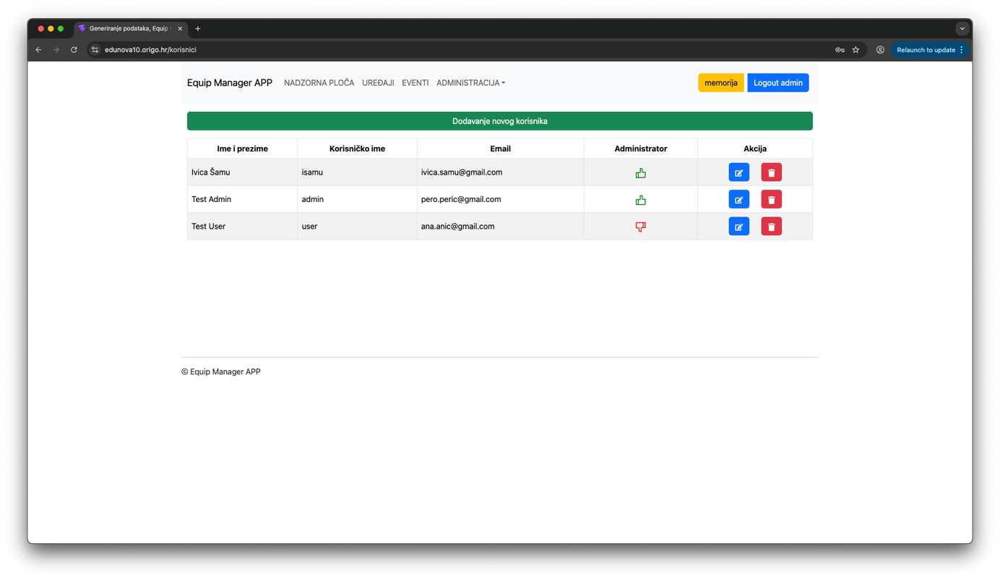 Generiranje podataka, Equip
edunova10.origo.hr/korisnici
Relaunch to update
Equip Manager APP NADZORNA PLOČA UREĐAJI EVENTI ADMINISTRACIJA memorija Logout admin
Dodavanje novog korisnika
Ime i prezime Korisničko ime Email Administrator Akcija
Ivica Šamu isamu ivica.samu@gmail.com
Test Admin admin pero.peric@gmail.com
Test User user ana.anic@gmail.com
© Equip Manager APP